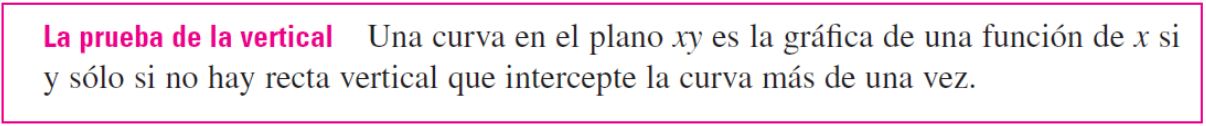 La prueba de la vertical Una curva en el plano xy es la gráfica de una función de x si
y sólo si no hay recta vertical que intercepte la curva más de una vez.